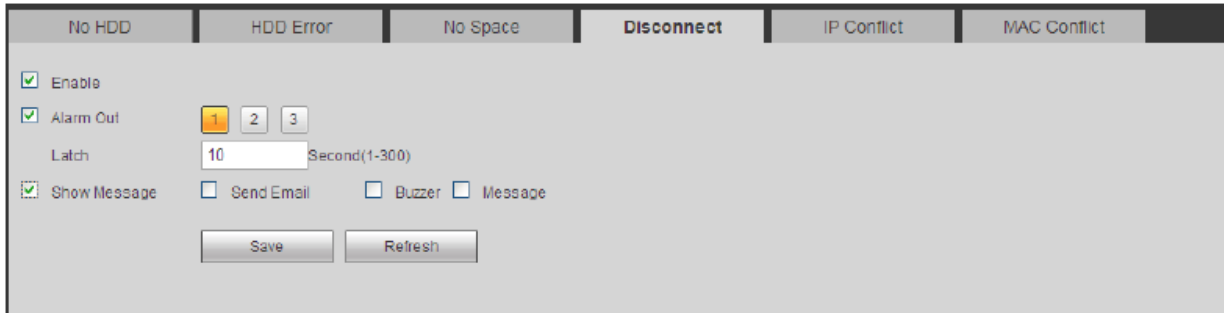 No HDD HDD Error No Space Disconnect IP Conflict MAC Conflict
Enable
Alarm Out 1 2 3
Latch 10 Second(1-300)
Show Message Send Email Buzzer Message
Save Refresh